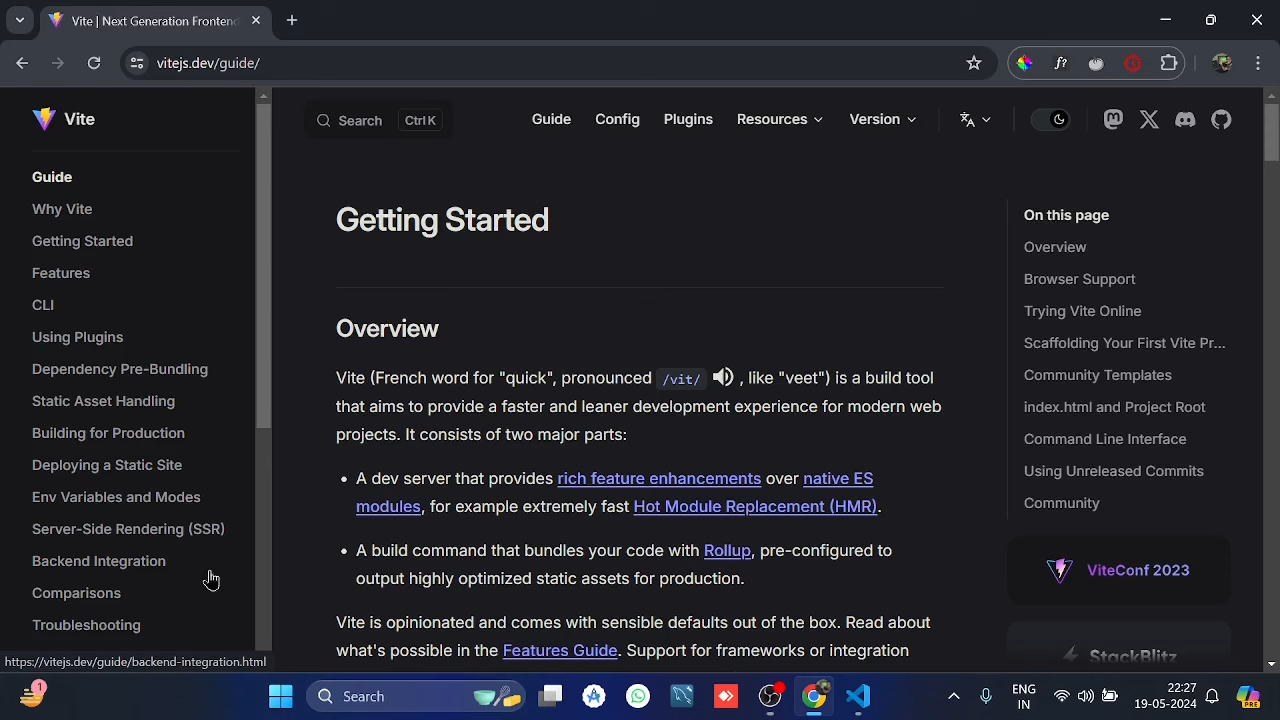 Vite | Next Generation Frontend
vitejs.dev/guide/
f?
Vite
Search Ctrl K
Guide Config Plugins Resources Version
Guide
Why Vite
Getting Started
Features
CLI
Using Plugins
Dependency Pre-Bundling
Static Asset Handling
Building for Production
Deploying a Static Site
Env Variables and Modes
Server-Side Rendering (SSR)
Backend Integration
Comparisons
Troubleshooting
https://vitejs.dev/guide/backend-integration.html
Getting Started
Overview
Vite (French word for "quick", pronounced /vit/ , like "veet") is a build tool
that aims to provide a faster and leaner development experience for modern web
projects. It consists of two major parts:
• A dev server that provides rich feature enhancements over native ES
modules, for example extremely fast Hot Module Replacement (HMR).
• A build command that bundles your code with Rollup, pre-configured to
output highly optimized static assets for production.
Vite is opinionated and comes with sensible defaults out of the box. Read about
what's possible in the Features Guide. Support for frameworks or integration
On this page
Overview
Browser Support
Trying Vite Online
Scaffolding Your First Vite Pr...
Community Templates
index.html and Project Root
Command Line Interface
Using Unreleased Commits
Community
ViteConf 2023
StackBlitz
1
Search
ENG
IN
22:27
19-05-2024
PRE